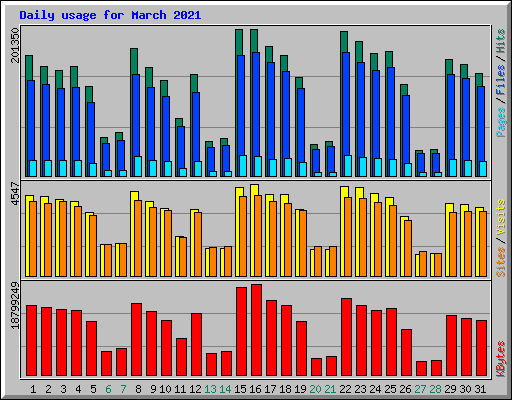 Daily usage for March 2021
201350
Pages / Files / Hits
4547
Sites / Visits
18799249
KBytes
1 2 3 4 5 6 7 8 9 10 11 12 13 14 15 16 17 18 19 20 21 22 23 24 25 26 27 28 29 30 31